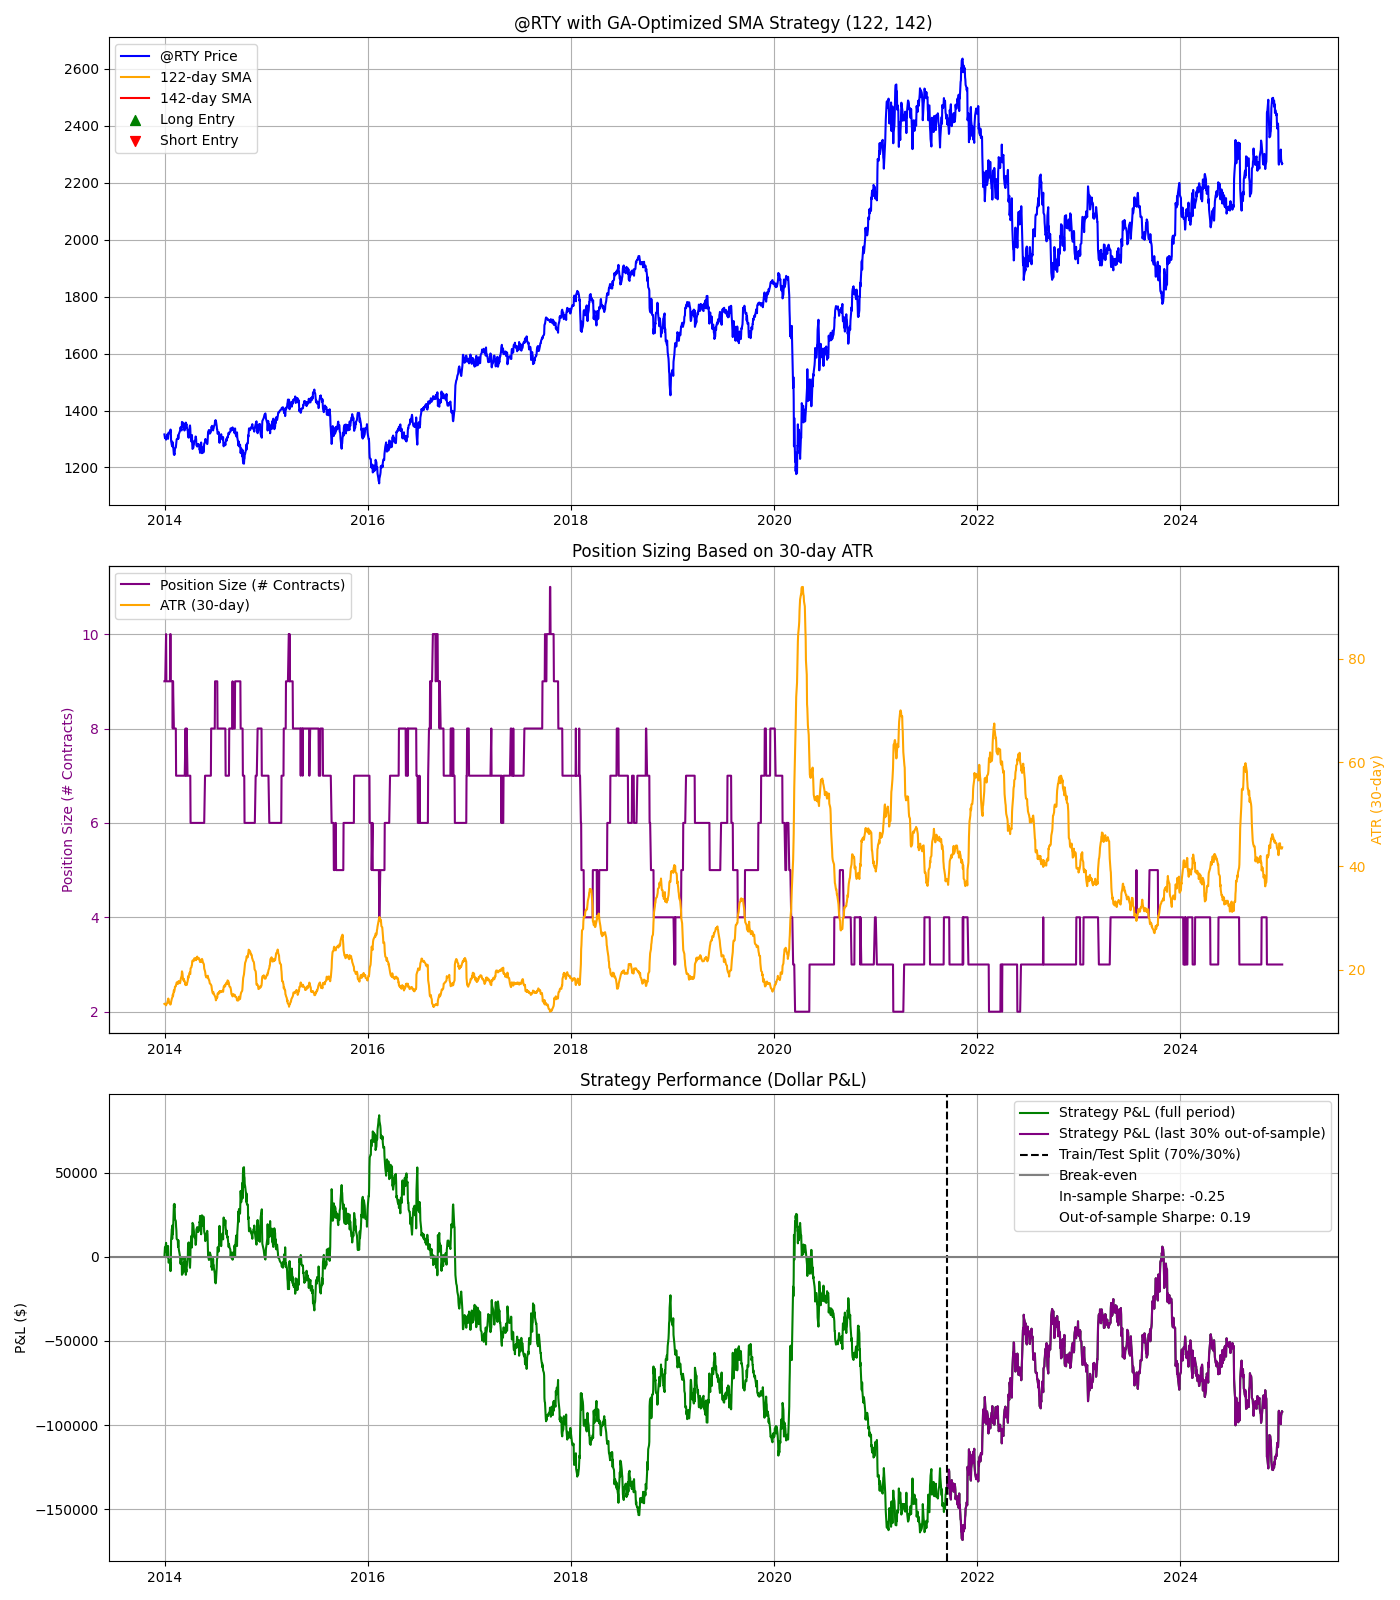 @RTY with GA-Optimized SMA Strategy (122, 142)
@RTY Price
122-day SMA
142-day SMA
Long Entry
Short Entry
2600
2400
2200
2000
1800
1600
1400
1200
2014 2016 2018 2020 2022 2024
Position Sizing Based on 30-day ATR
Position Size (# Contracts)
ATR (30-day)
Position Size (# Contracts)
10
8
6
4
2
80
60
40
20
ATR (30-day)
2014 2016 2018 2020 2022 2024
Strategy Performance (Dollar P&L)
Strategy P&L (full period)
Strategy P&L (last 30% out-of-sample)
Train/Test Split (70%/30%)
Break-even
In-sample Sharpe: -0.25
Out-of-sample Sharpe: 0.19
P&L ($)
50000
0
−50000
−100000
−150000
2014 2016 2018 2020 2022 2024